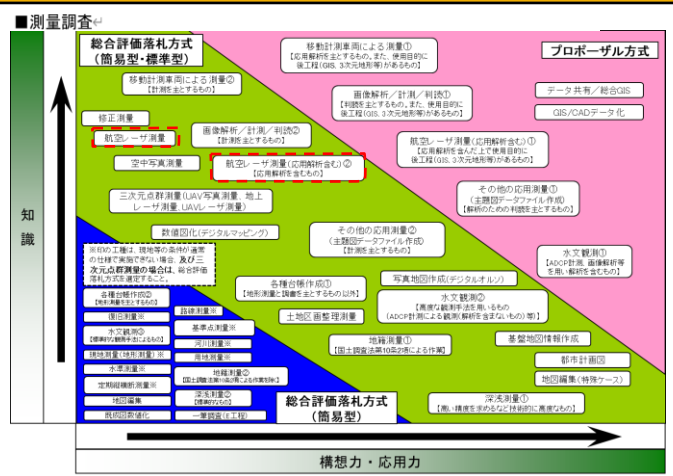 ■測量調査↵
総合評価落札方式
(簡易型・標準型)
プロポーザル方式
移動計測車両による測量①
【応用解析を主とするもの、また、使用目的に
後工程(GIS、3次元地形等)があるもの】
移動計測車両による測量②
【計測を主とするもの】
画像解析/計測/判読①
【判読を主とするもの、また、使用目的に
後工程(GIS、3次元地形等)があるもの】
データ共有/総合GIS
GIS/CADデータ化
修正測量
航空レーザ測量
画像解析/計測/判読②
【計測を主とするもの】
航空レーザ測量(応用解析含む)①
【応用解析を含んだ上で使用目的に
後工程(GIS、3次元地形等)があるもの】
空中写真測量
航空レーザ測量(応用解析含む)②
【応用解析を含むもの】
三次元点群測量(UAV写真測量、地上
レーザ測量、UAVレーザ測量)
その他の応用測量①
(主題図データファイル作成)
【解析のための判読を主とするもの】
数値図化(デジタルマッピング)
その他の応用測量②
(主題図データファイル作成)
【計測を主とするもの】
水文観測①
【ADCP計測、画像解析等
を用い解析を含むもの】
※印の工種は、現地等の条件が通常
の仕様で実施できない場合、及び三
次元点群測量の場合は、総合評価
落札方式を選定すること。
各種台帳作成①
【地形測量と調書を主とするもの以外】
写真地図作成(デジタルオルソ)
水文観測②
【高度な観測手法を用いるもの
(ADCP計測による観測(解析を含まないもの)等)】
各種台帳作成②
【地形測量を主とするもの】
路線測量※
土地区画整理測量
復旧測量※
基準点測量※
水文観測③
【標準的な観測手法によるもの】
河川測量※
地籍測量①
【国土調査法第10条2項による作業】
基盤地図情報作成
現地測量(地形測量)※
用地測量※
都市計画図
水準測量※
地籍測量②
【国土調査法第10条2項による作業を除く】
地図編集(特殊ケース)
定期縦横断測量※
地図編集
深浅測量②
【標準的なもの】
総合評価落札方式
(簡易型)
深浅測量①
【高い精度を求めるなど技術的に高度なもの】
既成図数値化
一筆調査(E工程)
知
識
構想力・応用力